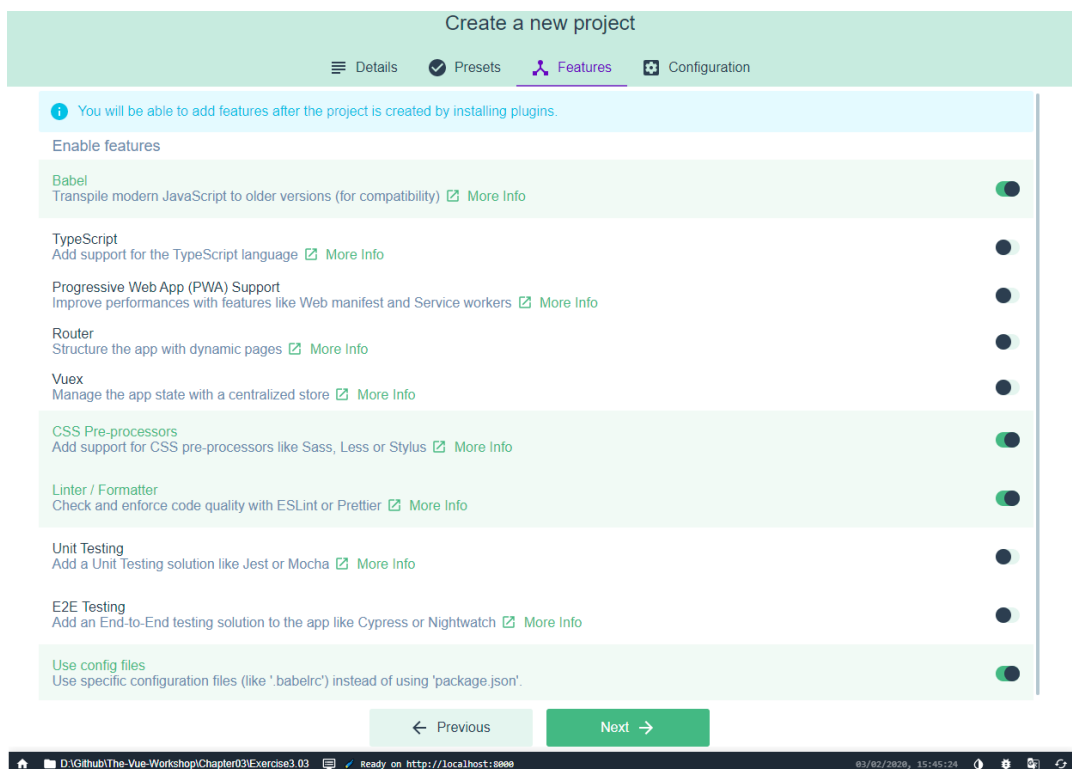 Create a new project
Details
Presets
Features
Configuration
You will be able to add features after the project is created by installing plugins.
Enable features
Babel
Transpile modern JavaScript to older versions (for compatibility) More Info
TypeScript
Add support for the TypeScript language More Info
Progressive Web App (PWA) Support
Improve performances with features like Web manifest and Service workers More Info
Router
Structure the app with dynamic pages More Info
Vuex
Manage the app state with a centralized store More Info
CSS Pre-processors
Add support for CSS pre-processors like Sass, Less or Stylus More Info
Linter / Formatter
Check and enforce code quality with ESLint or Prettier More Info
Unit Testing
Add a Unit Testing solution like Jest or Mocha More Info
E2E Testing
Add an End-to-End testing solution to the app like Cypress or Nightwatch More Info
Use config files
Use specific configuration files (like '.babelrc') instead of using 'package.json'.
Previous
Next
D:\Github\The-Vue-Workshop\Chapter03\Exercise3.03 Ready on http://localhost:8000 03/02/2020, 15:45:24